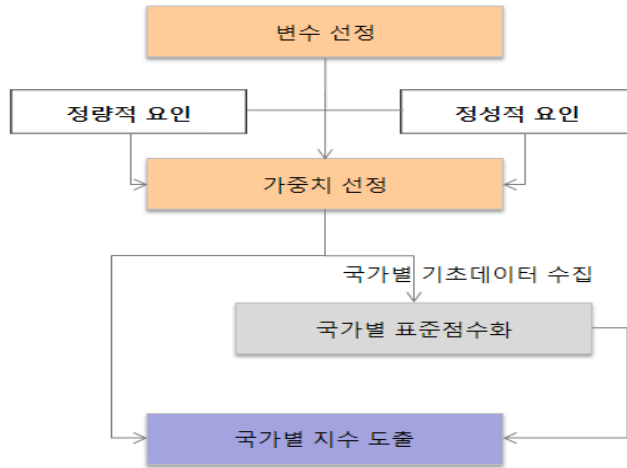 변수 선정
정량적 요인
정성적 요인
가중치 선정
국가별 기초데이터 수집
국가별 표준점수화
국가별 지수 도출